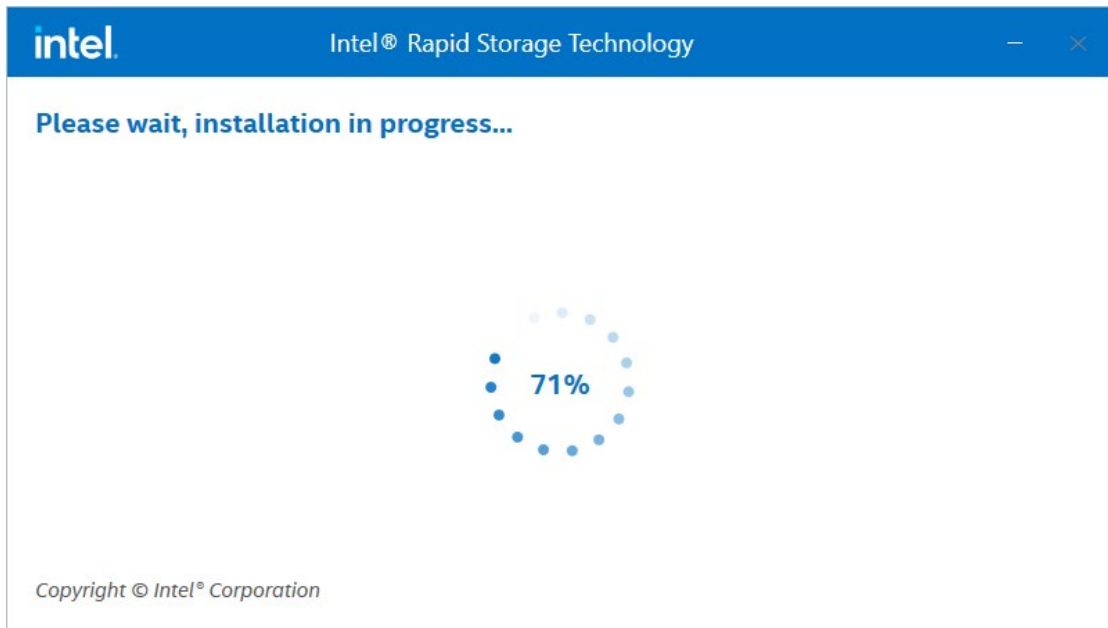 intel.
Intel® Rapid Storage Technology
Please wait, installation in progress...
71%
Copyright © Intel® Corporation